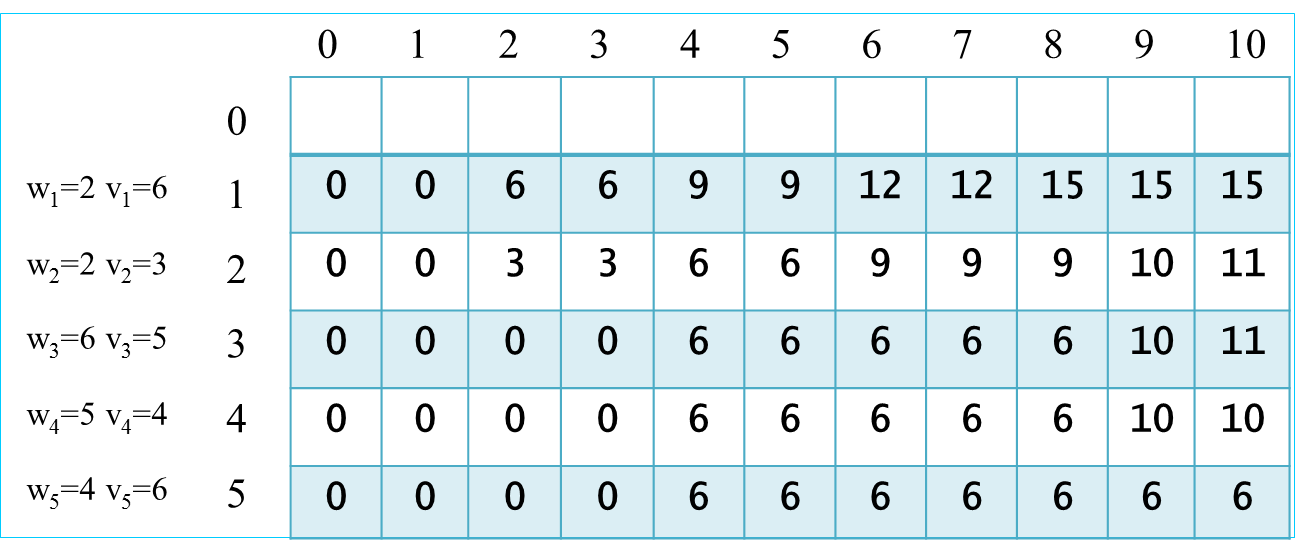 0 1 2 3 4 5 6 7 8 9 10
0
w1=2 v1=6 1 0 0 6 6 9 9 12 12 15 15 15
w2=2 v2=3 2 0 0 3 3 6 6 9 9 9 10 11
w3=6 v3=5 3 0 0 0 0 6 6 6 6 6 10 11
w4=5 v4=4 4 0 0 0 0 6 6 6 6 6 10 10
w5=4 v5=6 5 0 0 0 0 6 6 6 6 6 6 6